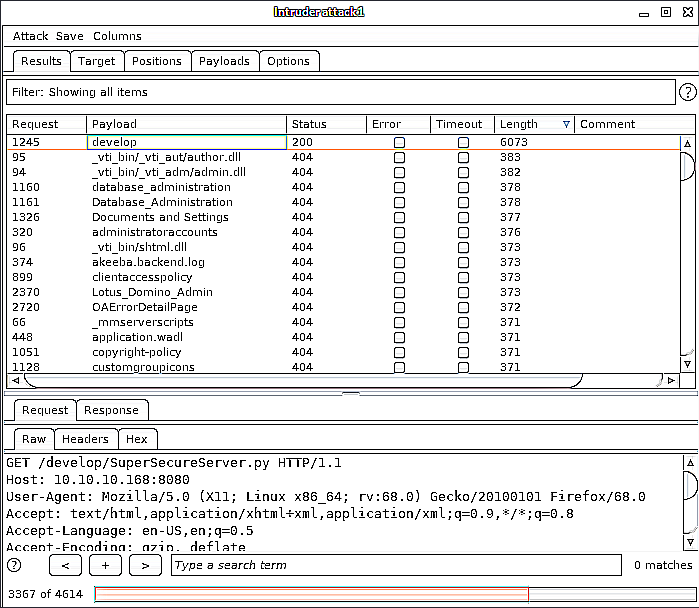 Intruder attack1
Attack Save Columns
Results Target Positions Payloads Options
Filter: Showing all items ?
Request Payload Status Error Timeout Length Comment
1245 develop 200 6073
95 _vti_bin/_vti_aut/author.dll 404 383
94 _vti_bin/_vti_adm/admin.dll 404 382
1160 database_administration 404 378
1161 Database_Administration 404 378
1326 Documents and Settings 404 377
320 administratoraccounts 404 376
96 _vti_bin/shtml.dll 404 373
374 akeeba.backend.log 404 373
899 clientaccesspolicy 404 373
2370 Lotus_Domino_Admin 404 373
2720 OAErrorDetailPage 404 372
66 _mmserverscripts 404 371
448 application.wadl 404 371
1051 copyright-policy 404 371
1128 customgroupicons 404 371
Request Response
Raw Headers Hex
GET /develop/SuperSecureServer.py HTTP/1.1
Host: 10.10.10.168:8080
User-Agent: Mozilla/5.0 (X11; Linux x86_64; rv:68.0) Gecko/20100101 Firefox/68.0
Accept: text/html,application/xhtml+xml,application/xml;q=0.9,*/*;q=0.8
Accept-Language: en-US,en;q=0.5
Accept-Encoding: gzip, deflate
? < + > Type a search term 0 matches
3367 of 4614